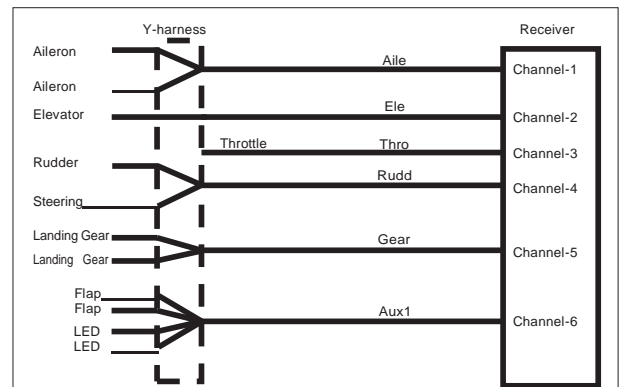 Y-harness
Receiver
Aileron
Aile
Channel-1
Aileron
Elevator
Ele
Channel-2
Throttle
Thro
Channel-3
Rudder
Rudd
Channel-4
Steering
Landing Gear
Gear
Channel-5
Landing Gear
Flap
Flap
Aux1
Channel-6
LED
LED